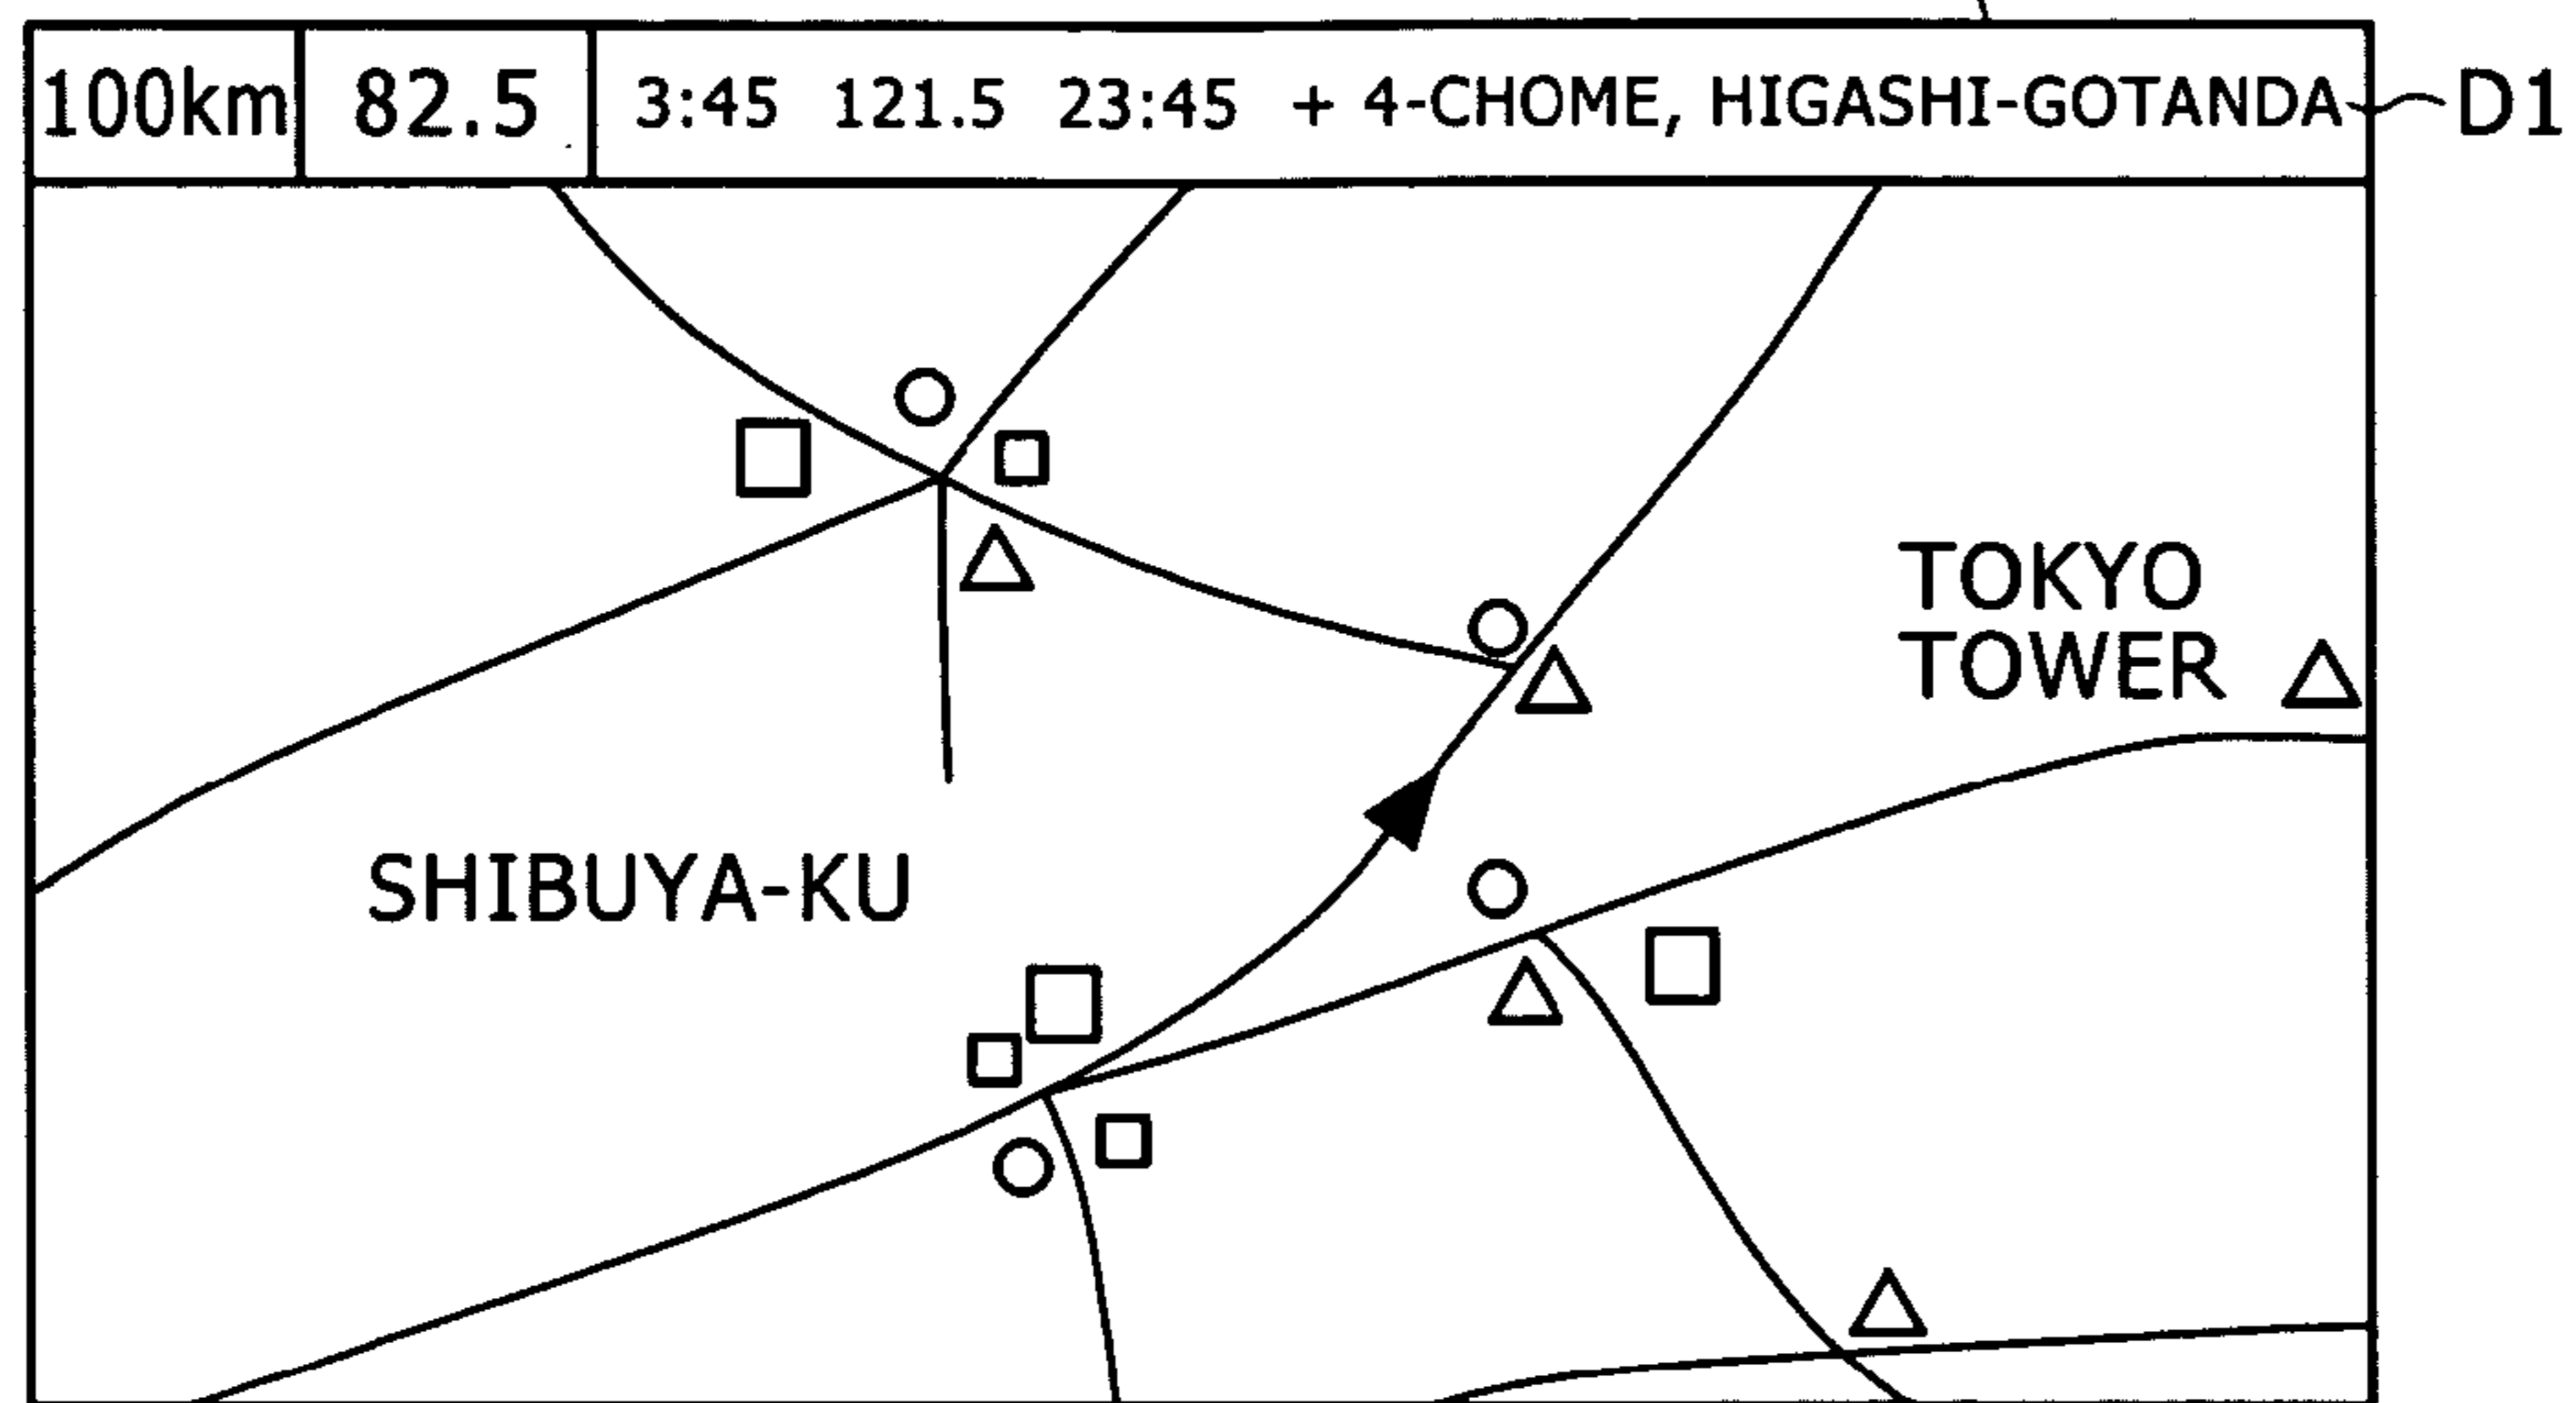 100km 82.5 3:45 121.5 23:45 + 4-CHOME, HIGASHI-GOTANDA D1
TOKYO
TOWER
SHIBUYA-KU